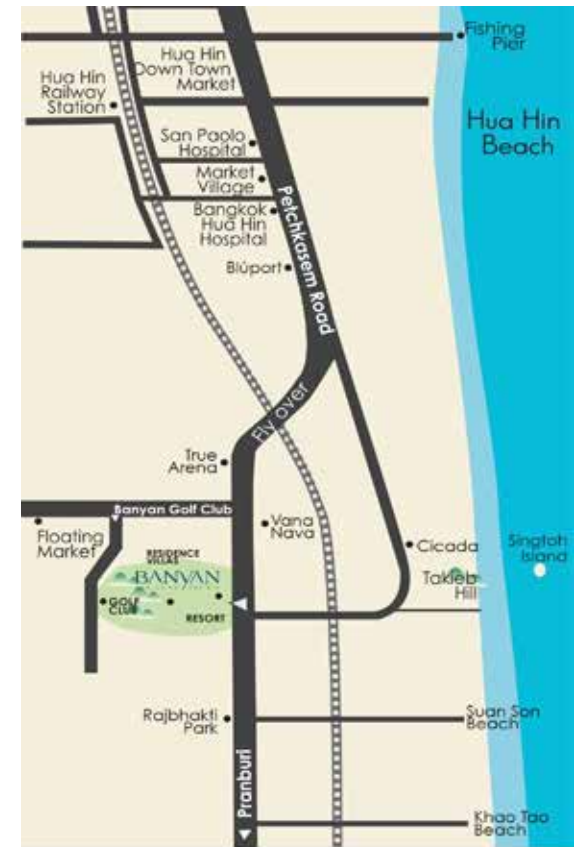 Fishing
Pier
Hua Hin
Down Town
Market
Hua Hin
Railway
Station
Hua Hin
Beach
San Paolo
Hospital
Market
Village
Bangkok
Hua Hin
Hospital
Petchkasem Road
Blúport
Fly over
True
Arena
Banyan Golf Club
Vana
Nava
Floating
Market
Cicada
Singtoh
Island
RESIDENCE
VILLAS
BANYAN
Takieb
Hill
GOLF
CLUB
RESORT
Rajbhakti
Park
Suan Son
Beach
Pranburi
Khao Tao
Beach